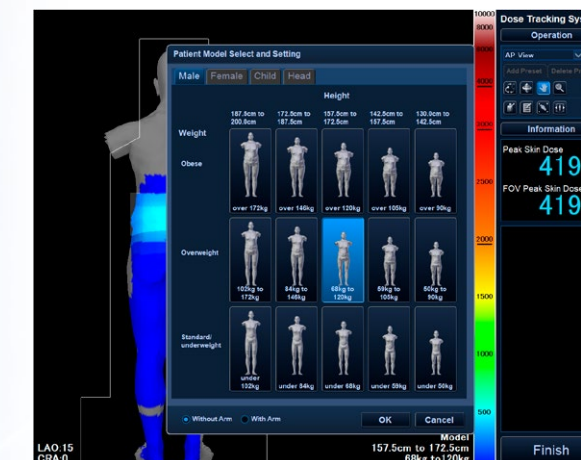 Patient Model Select and Setting
Male Female Child Head
Height
187.5cm to 200.0cm 172.5cm to 187.5cm 157.5cm to 172.5cm 142.5cm to 157.5cm 130.0cm to 142.5cm
Weight
Obese
over 172kg over 146kg over 120kg over 105kg over 90kg
Overweight
102kg to 172kg 84kg to 146kg 68kg to 120kg 59kg to 105kg 50kg to 90kg
Standard/
underweight
under 102kg under 84kg under 68kg under 59kg under 50kg
Without Arm With Arm OK Cancel
LAO:15
CRA:0
Model
157.5cm to 172.5cm
68kg to120kg
10000
8000
6000
4000
3000
2500
2000
1500
1000
500
Dose Tracking Sy
Operation
AP View
Add Preset Delete P
Information
Peak Skin Dose
419
FOV Peak Skin Dose
419
Finish